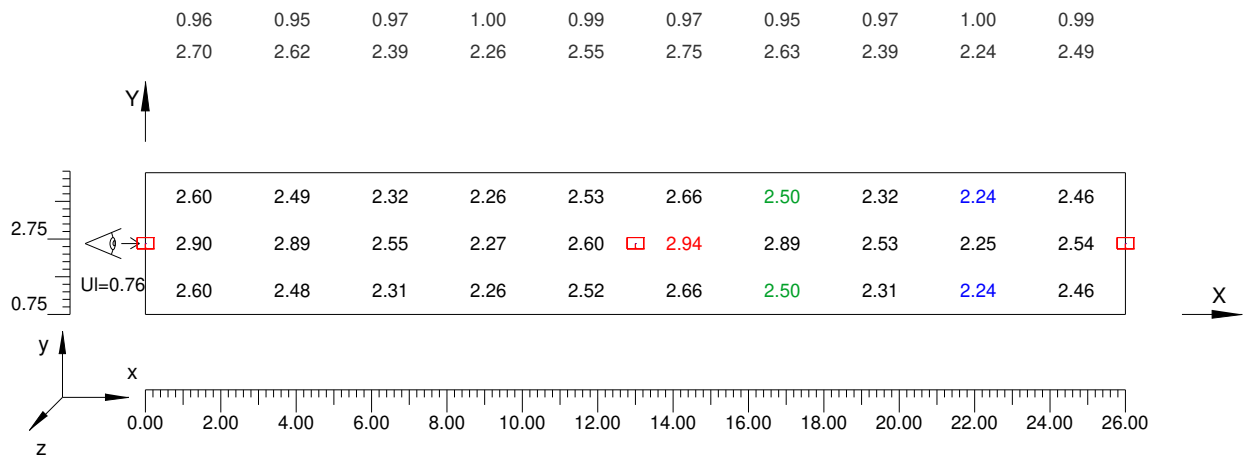 0.96 0.95 0.97 1.00 0.99 0.97 0.95 0.97 1.00 0.99
2.70 2.62 2.39 2.26 2.55 2.75 2.63 2.39 2.24 2.49
Y
2.60 2.49 2.32 2.26 2.53 2.66 2.50 2.32 2.24 2.46
2.75
2.90 2.89 2.55 2.27 2.60 2.94 2.89 2.53 2.25 2.54
Ul=0.76
2.60 2.48 2.31 2.26 2.52 2.66 2.50 2.31 2.24 2.46
0.75
X
y
x
0.00 2.00 4.00 6.00 8.00 10.00 12.00 14.00 16.00 18.00 20.00 22.00 24.00 26.00
z